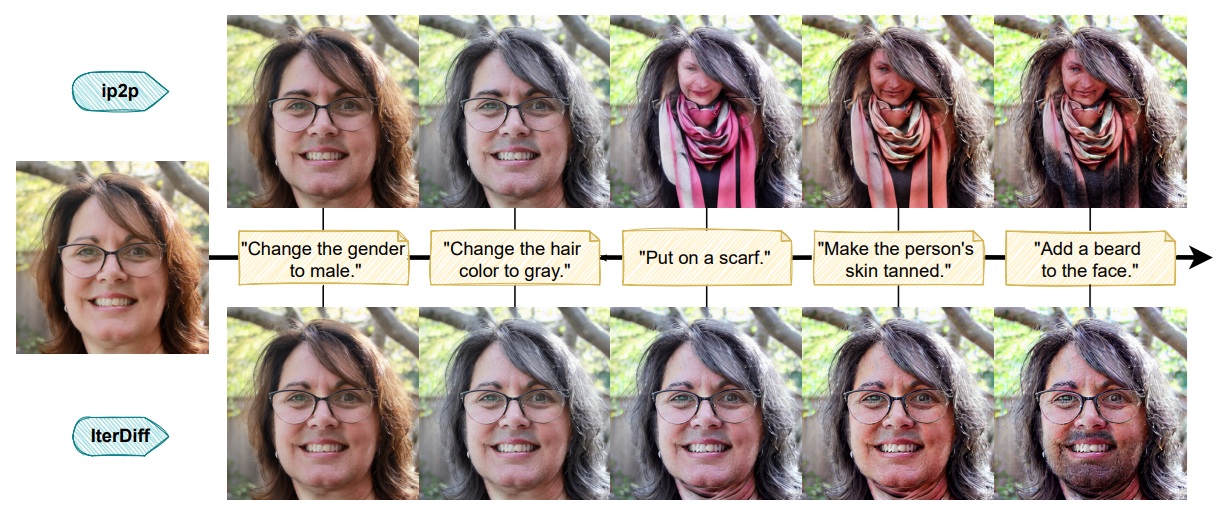 ip2p
"Change the gender
to male."
"Change the hair
color to gray."
"Put on a scarf."
"Make the person's
skin tanned."
"Add a beard
to the face."
IterDiff